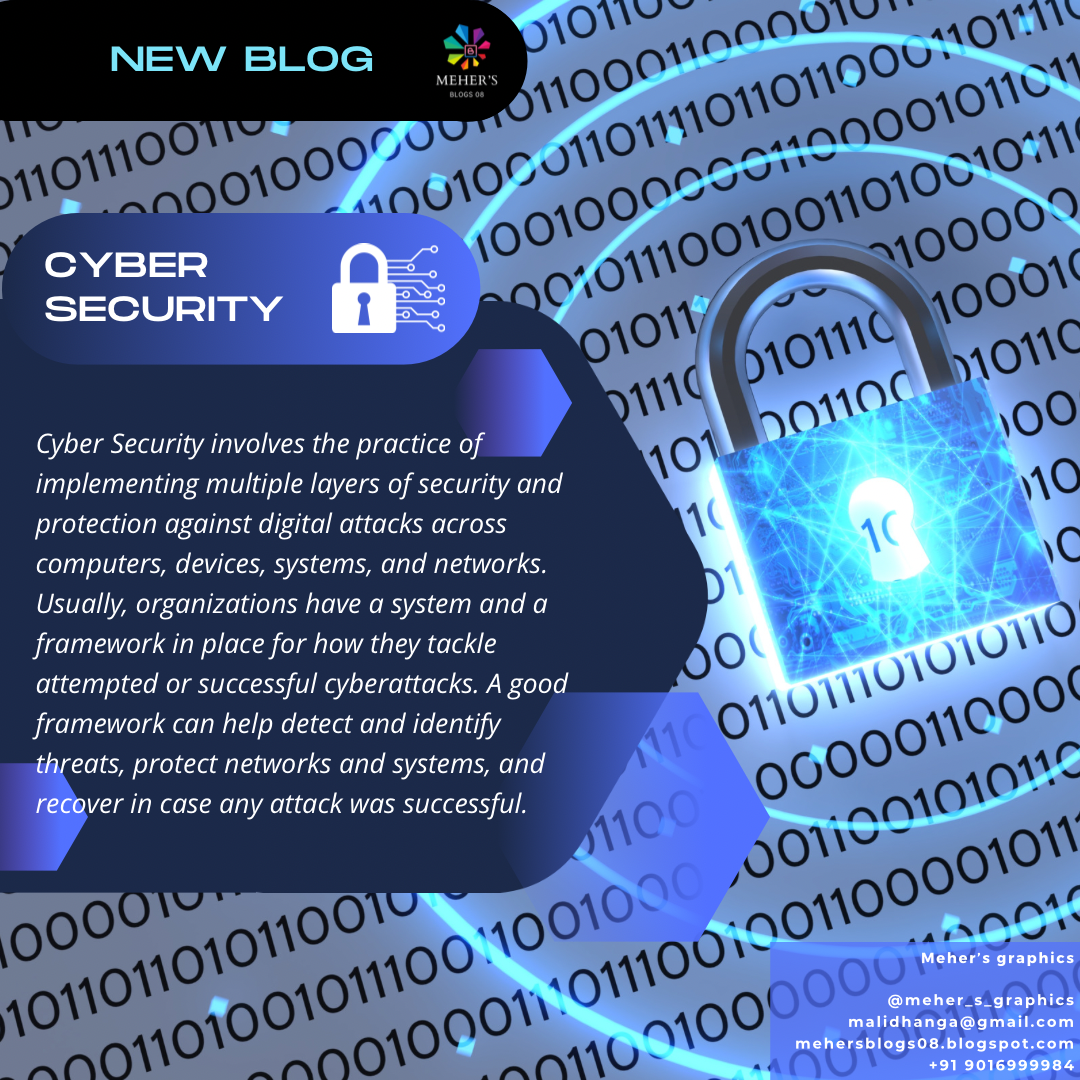 NEW BLOG
MEHER'S
BLOGS 08
CYBER
SECURITY
Cyber Security involves the practice of
implementing multiple layers of security and
protection against digital attacks across
computers, devices, systems, and networks.
Usually, organizations have a system and a
framework in place for how they tackle
attempted or successful cyberattacks. A good
framework can help detect and identify
threats, protect networks and systems, and
recover in case any attack was successful.
Meher's graphics
@meher_s_graphics
malidhanga@gmail.com
mehersblogs08.blogspot.com
+91 9016999984